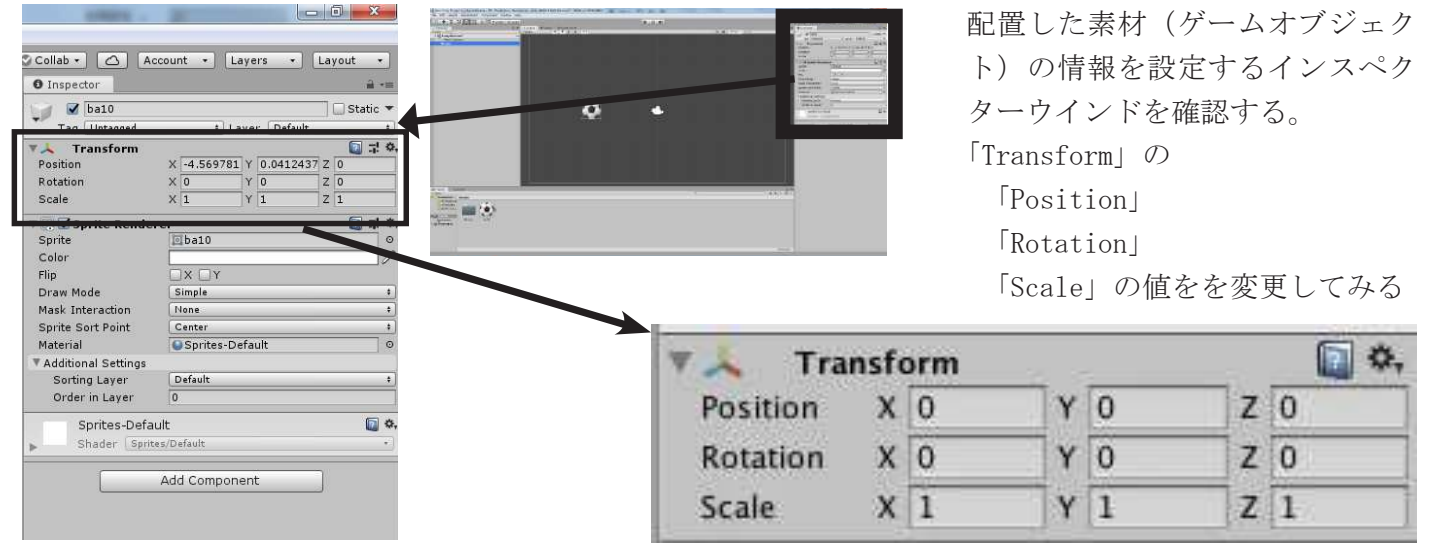 Collab
Account
Layers
Layout
Inspector
ba10
Static
Tag Untagged Layer Default
Transform
Position X -4.569781 Y 0.0412437 Z 0
Rotation X 0 Y 0 Z 0
Scale X 1 Y 1 Z 1
Sprite Renderer
Sprite ba10
Color
Flip X Y
Draw Mode Simple
Mask Interaction None
Sprite Sort Point Center
Material Sprites-Default
Additional Settings
Sorting Layer Default
Order in Layer 0
Sprites-Default
Shader Sprites/Default
Add Component
配置した素材（ゲームオブジェク
ト）の情報を設定するインスペク
ターウインドを確認する。
「Transform」の
「Position」
「Rotation」
「Scale」の値をを変更してみる
Transform
Position X 0 Y 0 Z 0
Rotation X 0 Y 0 Z 0
Scale X 1 Y 1 Z 1